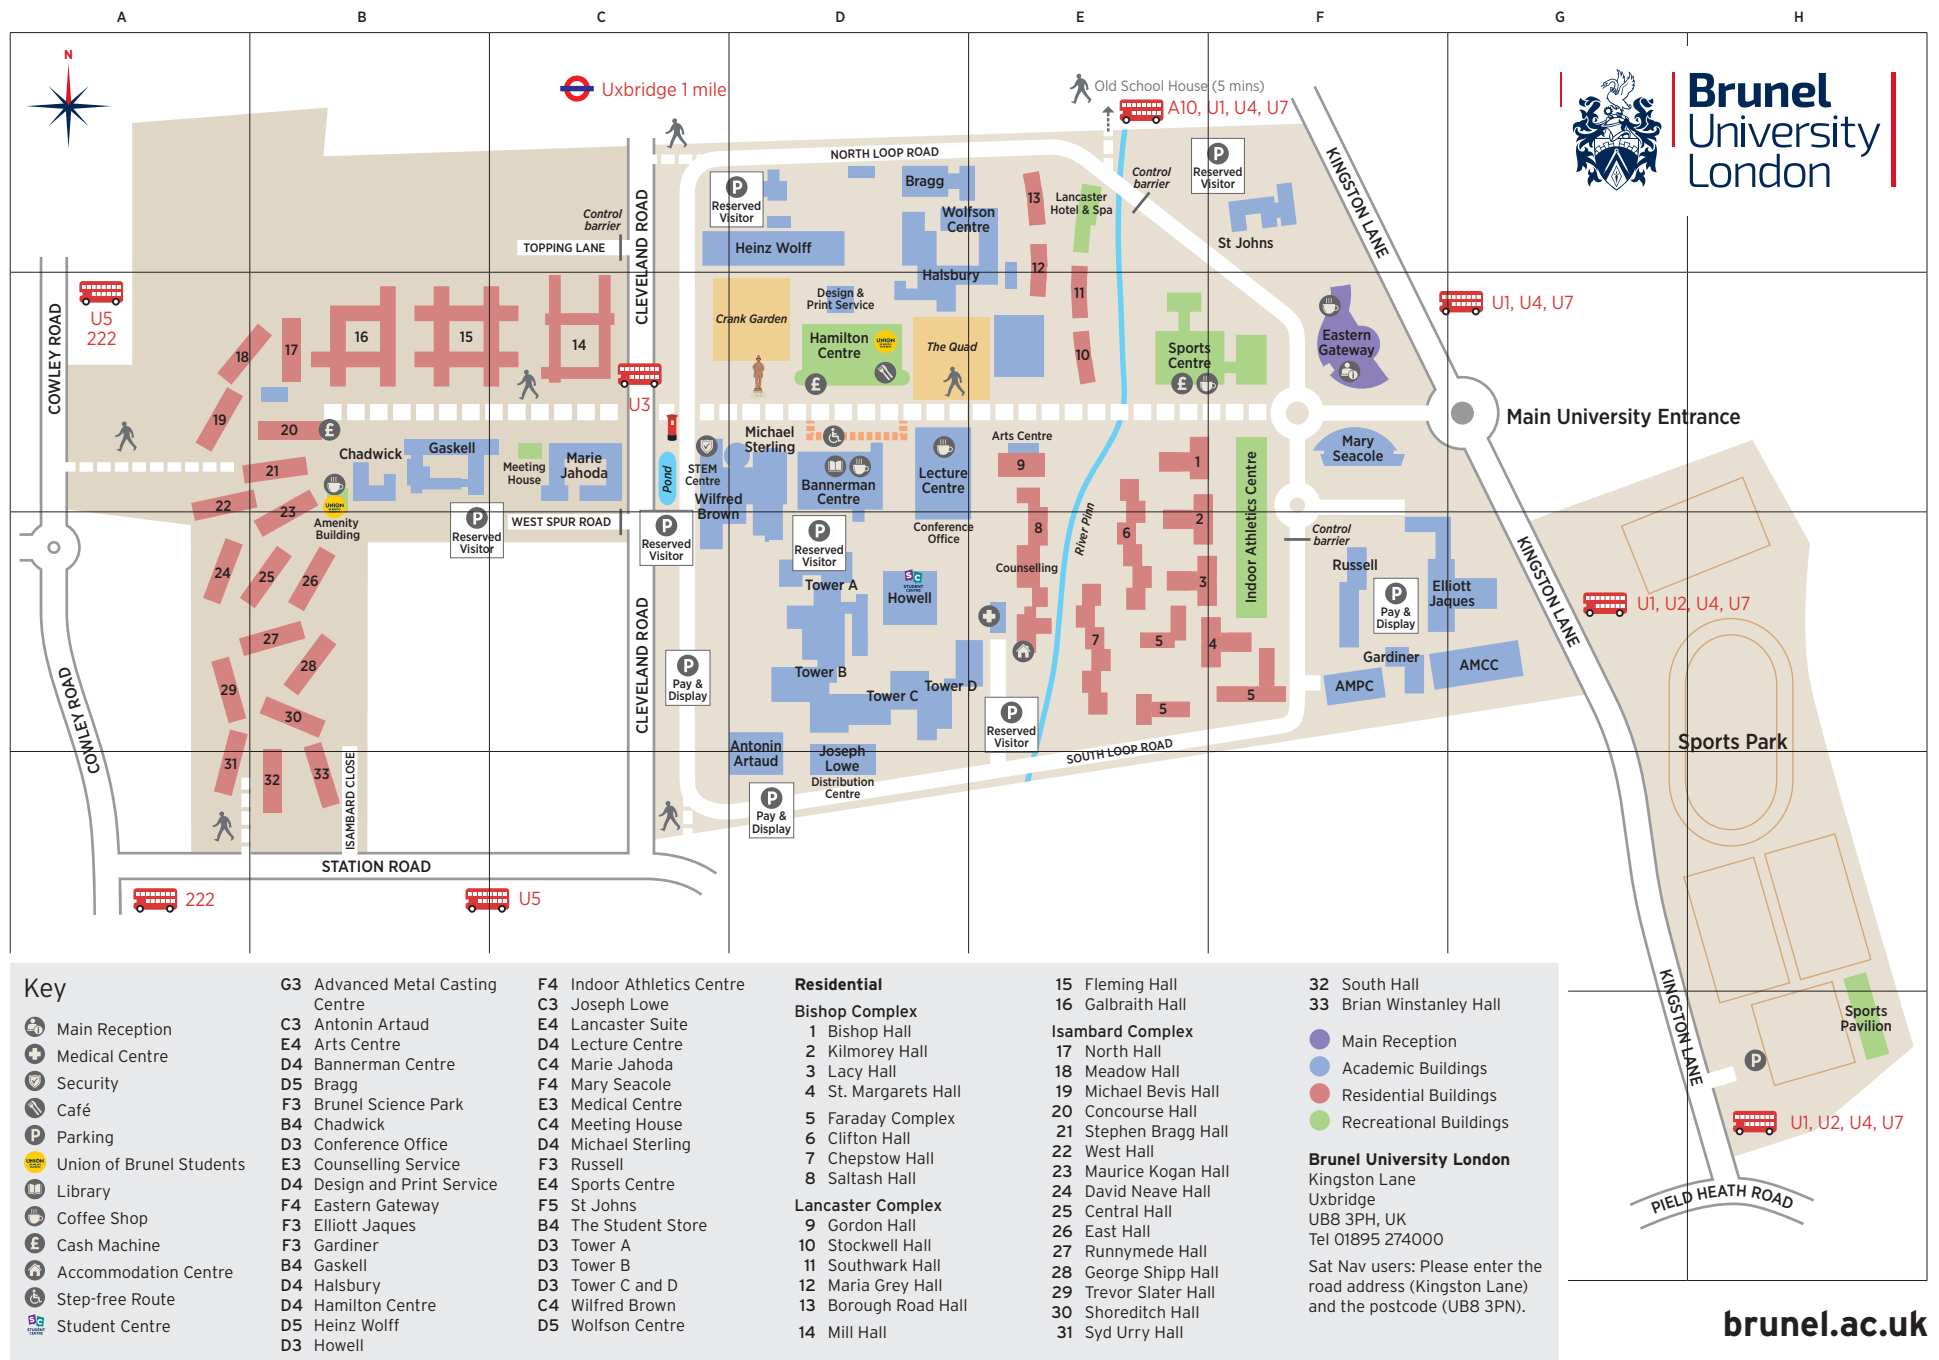 A B C D E F G H
N
Uxbridge 1 mile
Old School House (5 mins)
A10, U1, U4, U7
Brunel
University
London
NORTH LOOP ROAD
KINGSTON LANE
Control
barrier
Reserved
Visitor
Bragg
13
Lancaster
Hotel & Spa
Reserved
Visitor
Wolfson
Centre
Control
barrier
TOPPING LANE
CLEVELAND ROAD
Heinz Wolff
St Johns
12
Halsbury
COWLEY ROAD
U5
222
Design &
Print Service
11
U1, U4, U7
Crank Garden
Hamilton
Centre
UNION
The Quad
10
Sports
Centre
Eastern
Gateway
18
17
16
15
14
U3
19
20
Main University Entrance
Chadwick
Gaskell
Meeting
House
Marie
Jahoda
Pond
STEM
Centre
Michael
Sterling
Wilfred
Brown
Bannerman
Centre
Lecture
Centre
Arts Centre
9
1
Mary
Seacole
21
22
23
UNION
Amenity
Building
Reserved
Visitor
WEST SPUR ROAD
Reserved
Visitor
Reserved
Visitor
Conference
Office
8
River Pinn
6
2
Indoor Athletics Centre
Control
barrier
KINGSTON LANE
24
25
26
Tower A
STUDENT
CENTRE
Howell
Counselling
3
Russell
Pay &
Display
Elliott
Jaques
U1, U2, U4, U7
CLEVELAND ROAD
27
28
7
5
4
Gardiner
AMCC
COWLEY ROAD
29
Pay &
Display
Tower B
Tower C
Tower D
AMPC
30
Reserved
Visitor
5
5
Sports Park
31
32
33
ISAMBARD CLOSE
Antonin
Artaud
Joseph
Lowe
Distribution
Centre
SOUTH LOOP ROAD
Pay &
Display
STATION ROAD
222
U5
KINGSTON LANE
Sports
Pavilion
U1, U2, U4, U7
PIELD HEATH ROAD
Key
Main Reception
Medical Centre
Security
Café
Parking
Union of Brunel Students
Library
Coffee Shop
Cash Machine
Accommodation Centre
Step-free Route
Student Centre
G3 Advanced Metal Casting
Centre
C3 Antonin Artaud
E4 Arts Centre
D4 Bannerman Centre
D5 Bragg
F3 Brunel Science Park
B4 Chadwick
D3 Conference Office
E3 Counselling Service
D4 Design and Print Service
F4 Eastern Gateway
F3 Elliott Jaques
F3 Gardiner
B4 Gaskell
D4 Halsbury
D4 Hamilton Centre
D5 Heinz Wolff
D3 Howell
F4 Indoor Athletics Centre
C3 Joseph Lowe
E4 Lancaster Suite
D4 Lecture Centre
C4 Marie Jahoda
F4 Mary Seacole
E3 Medical Centre
C4 Meeting House
D4 Michael Sterling
F3 Russell
E4 Sports Centre
F5 St Johns
B4 The Student Store
D3 Tower A
D3 Tower B
D3 Tower C and D
C4 Wilfred Brown
D5 Wolfson Centre
Residential
Bishop Complex
1 Bishop Hall
2 Kilmorey Hall
3 Lacy Hall
4 St. Margarets Hall
5 Faraday Complex
6 Clifton Hall
7 Chepstow Hall
8 Saltash Hall
Lancaster Complex
9 Gordon Hall
10 Stockwell Hall
11 Southwark Hall
12 Maria Grey Hall
13 Borough Road Hall
14 Mill Hall
15 Fleming Hall
16 Galbraith Hall
Isambard Complex
17 North Hall
18 Meadow Hall
19 Michael Bevis Hall
20 Concourse Hall
21 Stephen Bragg Hall
22 West Hall
23 Maurice Kogan Hall
24 David Neave Hall
25 Central Hall
26 East Hall
27 Runnymede Hall
28 George Shipp Hall
29 Trevor Slater Hall
30 Shoreditch Hall
31 Syd Urry Hall
32 South Hall
33 Brian Winstanley Hall
Main Reception
Academic Buildings
Residential Buildings
Recreational Buildings
Brunel University London
Kingston Lane
Uxbridge
UB8 3PH, UK
Tel 01895 274000
Sat Nav users: Please enter the
road address (Kingston Lane)
and the postcode (UB8 3PN).
brunel.ac.uk